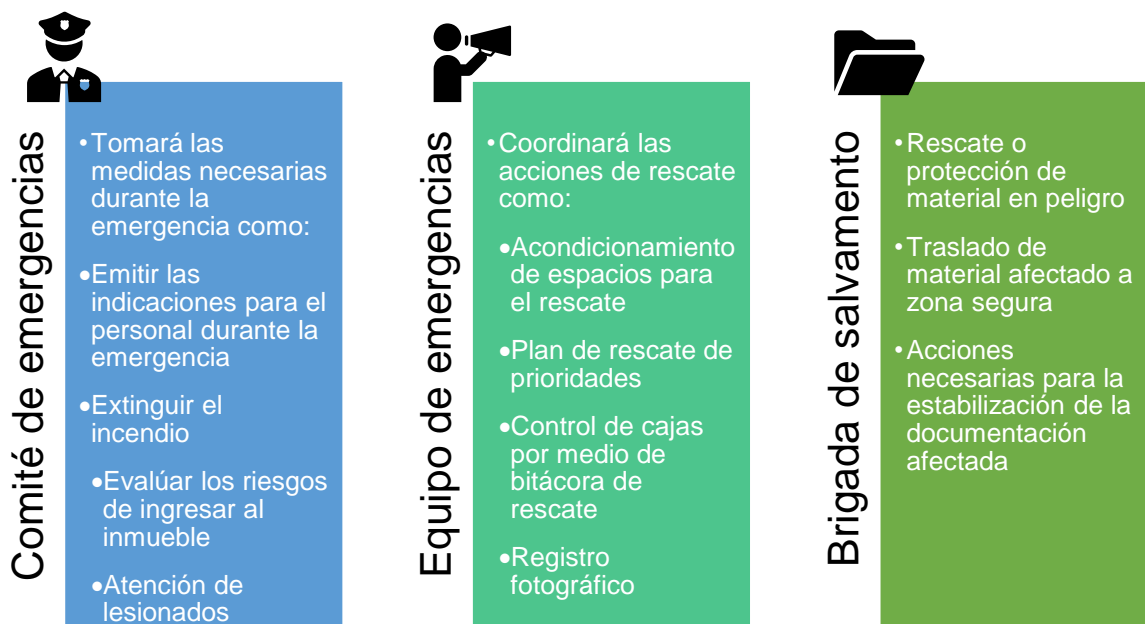 Comité de emergencias
•Tomará las
medidas necesarias
durante la
emergencia como:
•Emitir las
indicaciones para el
personal durante la
emergencia
•Extinguir el
incendio
•Evalúar los riesgos
de ingresar al
inmueble
•Atención de
lesionados
Equipo de emergencias
•Coordinará las
acciones de rescate
como:
•Acondicionamiento
de espacios para
el rescate
•Plan de rescate de
prioridades
•Control de cajas
por medio de
bitácora de
rescate
•Registro
fotográfico
Brigada de salvamento
•Rescate o
protección de
material en peligro
•Traslado de
material afectado a
zona segura
•Acciones
necesarias para la
estabilización de la
documentación
afectada